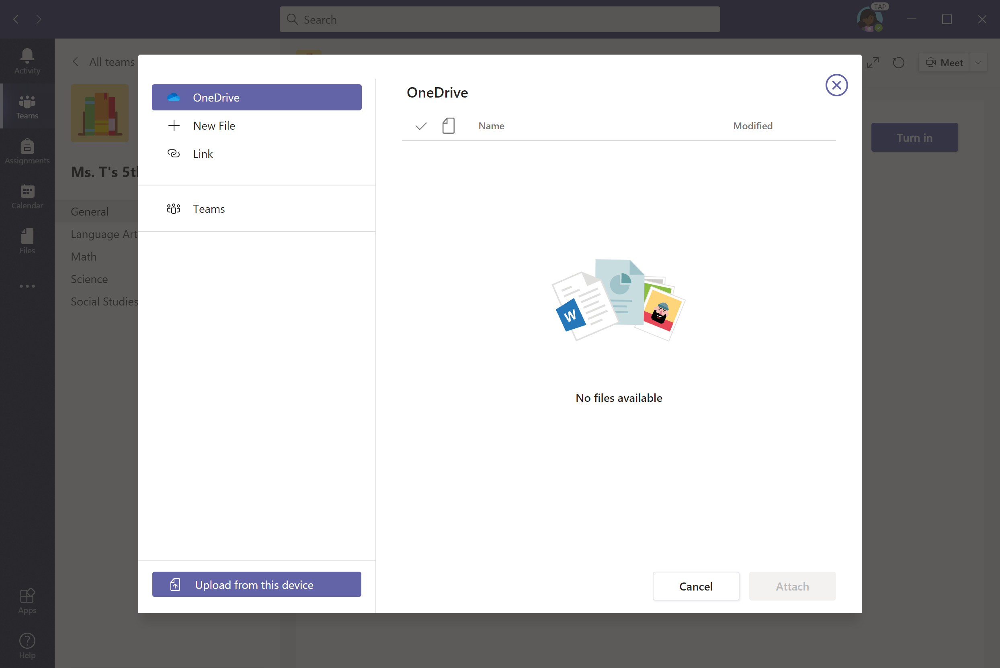 Search
TAP
Activity
Teams
Assignments
Calendar
Files
Apps
Help
All teams
Ms. T's 5t
General
Language Art
Math
Science
Social Studies
Meet
Turn in
OneDrive
New File
Link
Teams
Upload from this device
OneDrive
Name Modified
W
No files available
Cancel
Attach